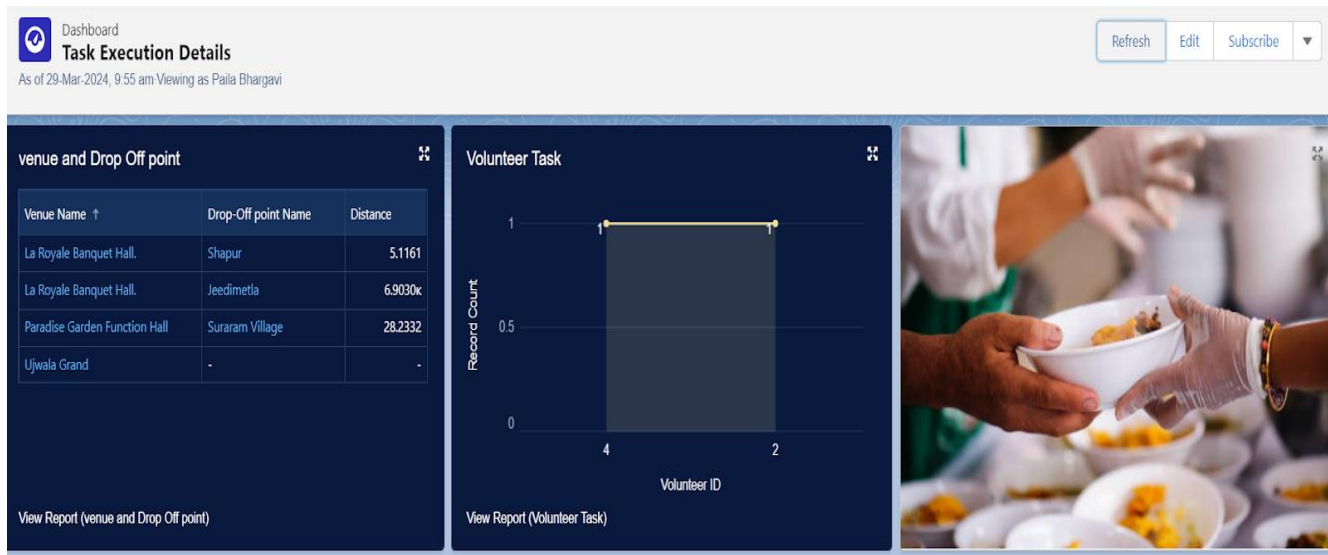 Dashboard
Task Execution Details
As of 29-Mar-2024, 9:55 am·Viewing as Paila Bhargavi
Refresh Edit Subscribe
venue and Drop Off point
Venue Name ↑ Drop-Off point Name Distance
La Royale Banquet Hall. Shapur 5.1161
La Royale Banquet Hall. Jeedimetla 6.9030K
Paradise Garden Function Hall Suraram Village 28.2332
Ujwala Grand - -
View Report (venue and Drop Off point)
Volunteer Task
Record Count
1
0.5
0
1 1
4 2
Volunteer ID
View Report (Volunteer Task)